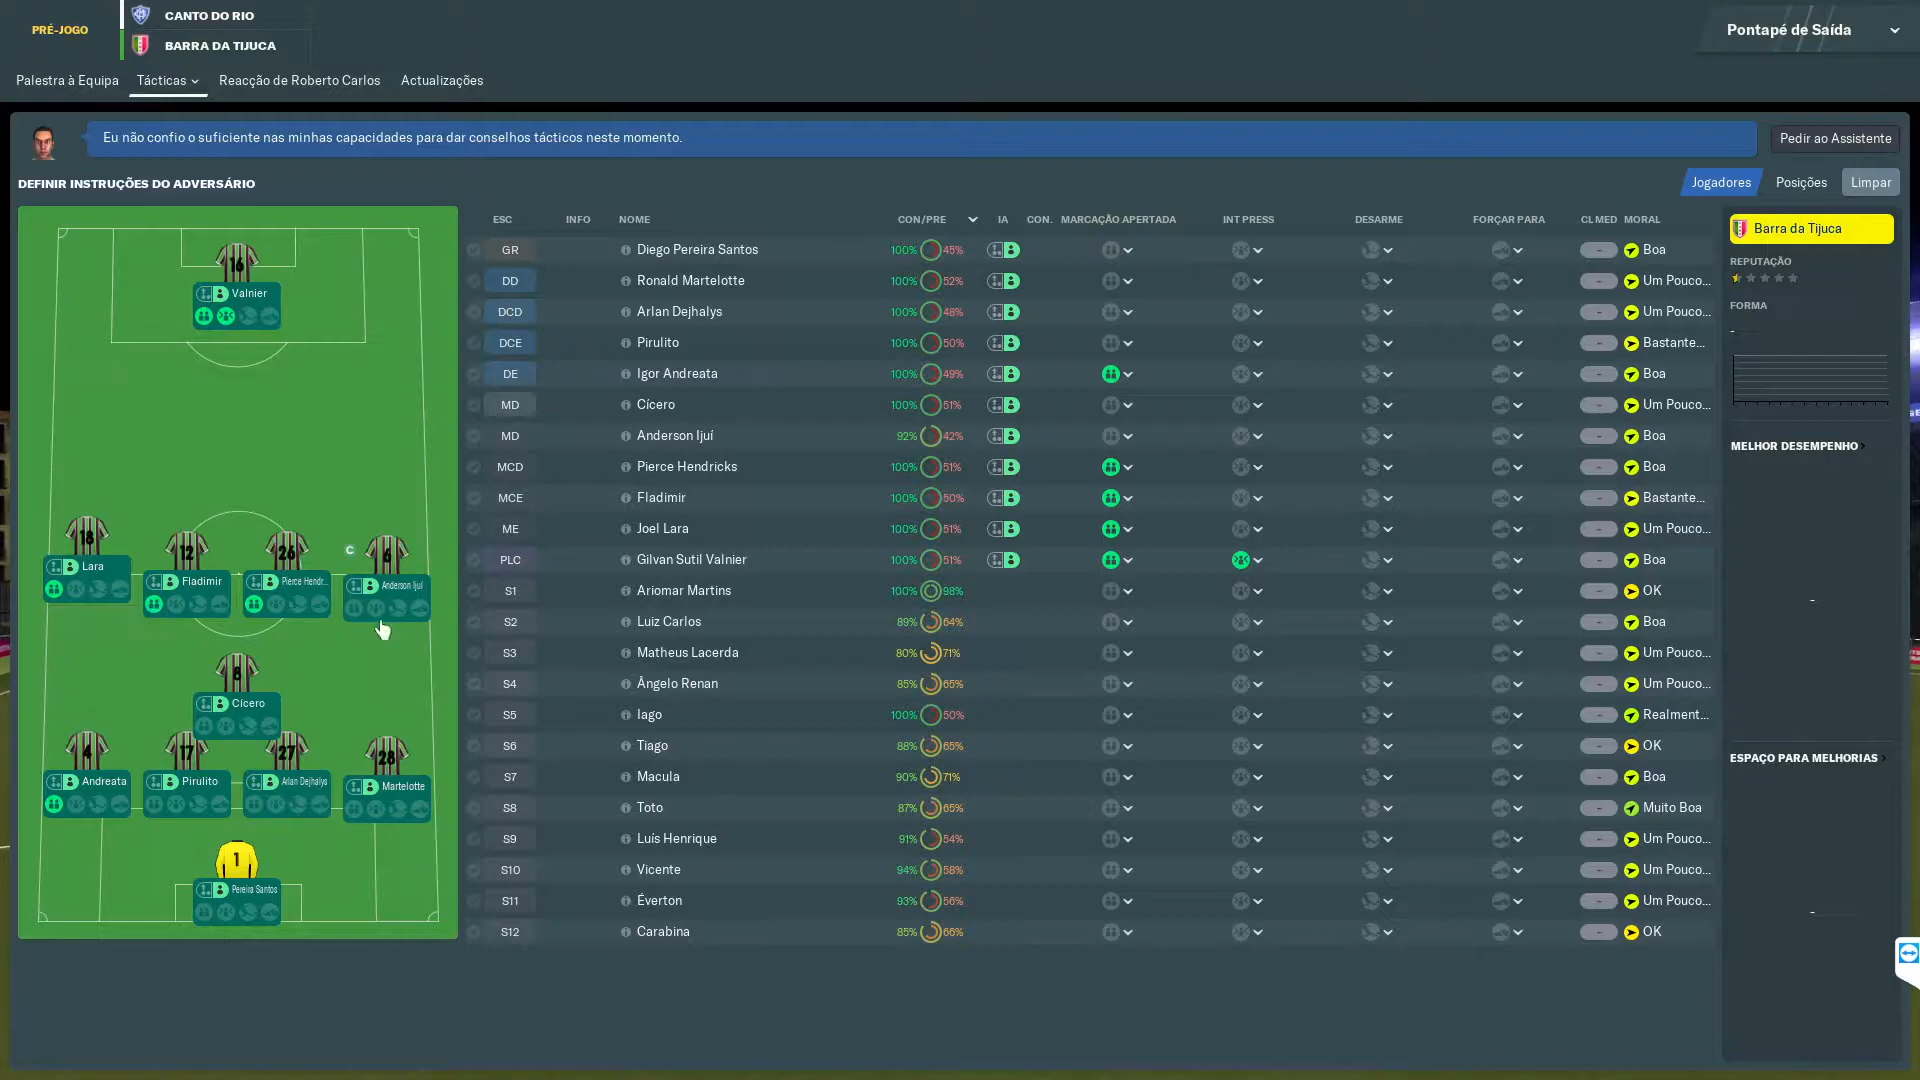 PRÉ-JOGO
CANTO DO RIO
BARRA DA TIJUCA
Pontapé de Saída
Palestra à Equipa Tácticas Reacção de Roberto Carlos Actualizações
Eu não confio o suficiente nas minhas capacidades para dar conselhos tácticos neste momento.
Pedir ao Assistente
DEFINIR INSTRUÇÕES DO ADVERSÁRIO
Jogadores Posições Limpar
16
Valnier
18
Lara
12
Fladimir
26
Pierce Hendr...
C
6
Anderson Ijuí
8
Cícero
4
Andreata
17
Pirulito
27
Arlan Dejhalys
28
Martelotte
1
Pereira Santos
ESC INFO NOME CON/PRE IA CON. MARCAÇÃO APERTADA INT PRESS DESARME FORÇAR PARA CL MED MORAL
GR Diego Pereira Santos 100% 45% - Boa
DD Ronald Martelotte 100% 52% - Um Pouco...
DCD Arlan Dejhalys 100% 48% - Um Pouco...
DCE Pirulito 100% 50% - Bastante...
DE Igor Andreata 100% 49% - Boa
MD Cícero 100% 51% - Um Pouco...
MD Anderson Ijuí 92% 42% - Boa
MCD Pierce Hendricks 100% 51% - Boa
MCE Fladimir 100% 50% - Bastante...
ME Joel Lara 100% 51% - Um Pouco...
PLC Gilvan Sutil Valnier 100% 51% - Boa
S1 Ariomar Martins 100% 98% - OK
S2 Luiz Carlos 89% 64% - Boa
S3 Matheus Lacerda 80% 71% - Um Pouco...
S4 Ângelo Renan 85% 65% - Um Pouco...
S5 Iago 100% 50% - Realment...
S6 Tiago 88% 65% - OK
S7 Macula 90% 71% - Boa
S8 Toto 87% 65% - Muito Boa
S9 Luís Henrique 91% 54% - Um Pouco...
S10 Vicente 94% 58% - Um Pouco...
S11 Éverton 93% 56% - Um Pouco...
S12 Carabina 85% 66% - OK
Barra da Tijuca
REPUTAÇÃO
FORMA
-
MELHOR DESEMPENHO
-
ESPAÇO PARA MELHORIAS
-